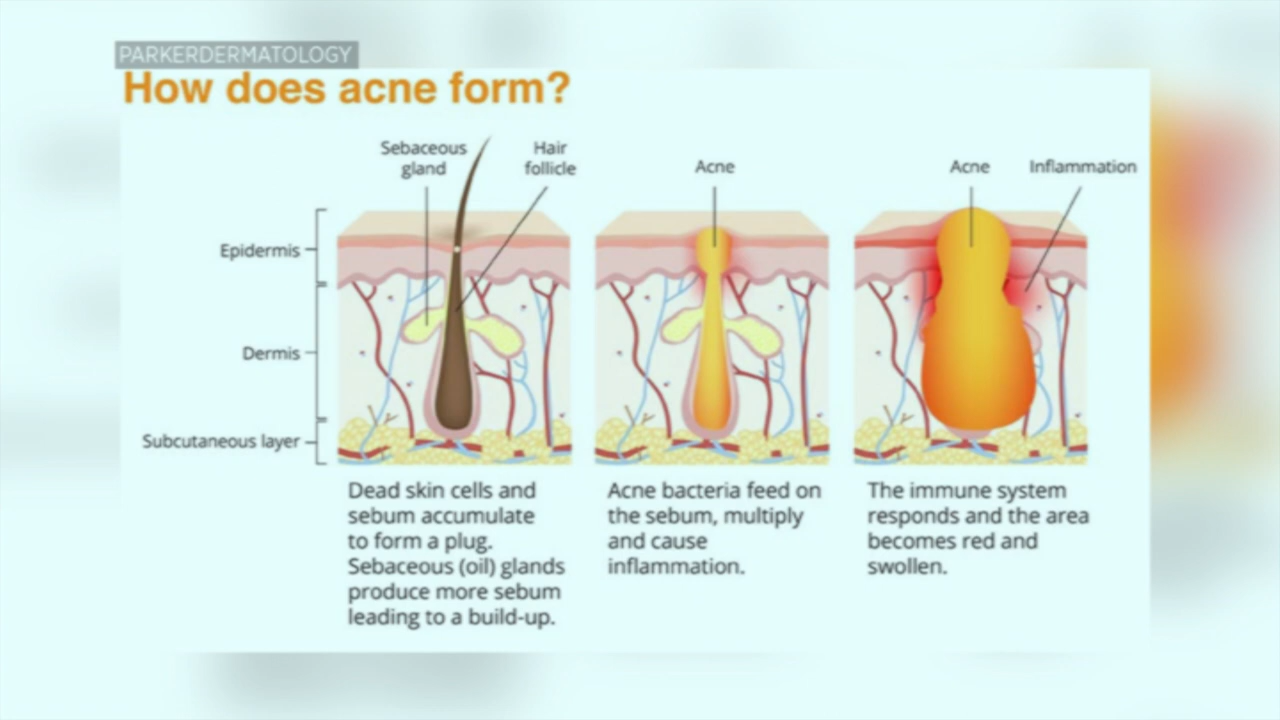 PARKERDERMATOLOGY
How does acne form?
Sebaceous
gland
Hair
follicle
Acne
Acne
Inflammation
Epidermis
Dermis
Subcutaneous layer
Dead skin cells and
sebum accumulate
to form a plug.
Sebaceous (oil) glands
produce more sebum
leading to a build-up.
Acne bacteria feed on
the sebum, multiply
and cause
inflammation.
The immune system
responds and the area
becomes red and
swollen.